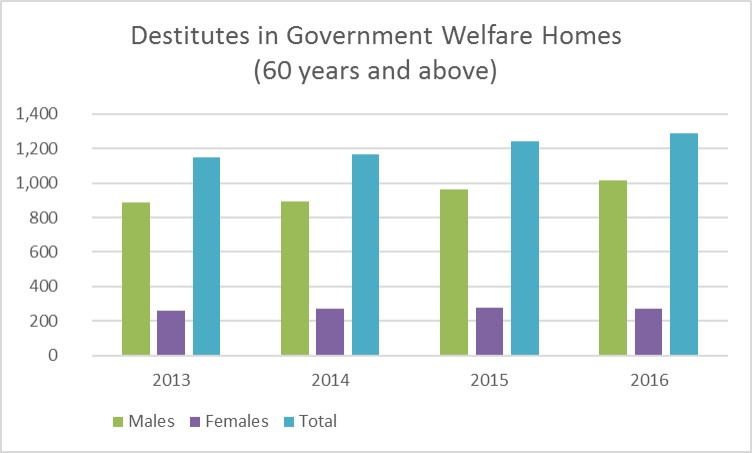 Destitutes in Government Welfare Homes
(60 years and above)
1,400
1,200
1,000
800
600
400
200
0
2013 2014 2015 2016
Males Females Total